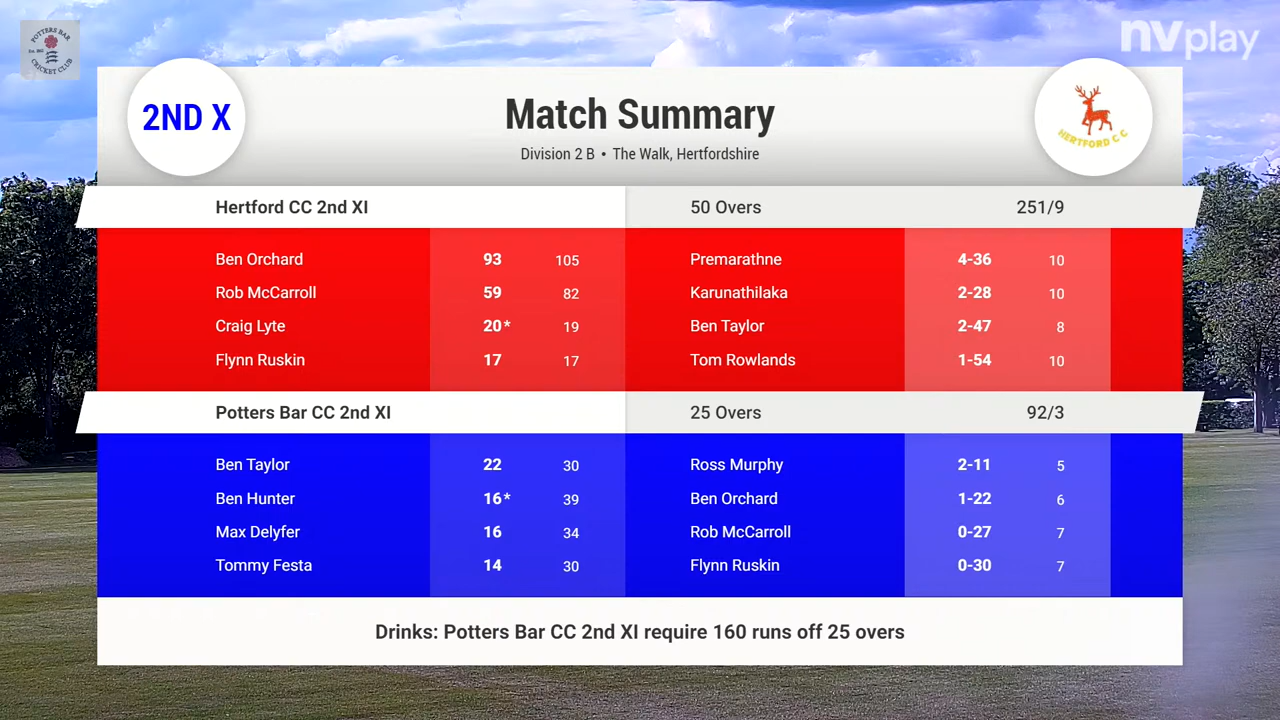 POTTERS BAR
CRICKET CLUB
nvplay
2ND X
Match Summary
HERTFORD C C
Division 2 B • The Walk, Hertfordshire
Hertford CC 2nd XI 50 Overs 251/9
Ben Orchard 93 105 Premarathne 4-36 10
Rob McCarroll 59 82 Karunathilaka 2-28 10
Craig Lyte 20* 19 Ben Taylor 2-47 8
Flynn Ruskin 17 17 Tom Rowlands 1-54 10
Potters Bar CC 2nd XI 25 Overs 92/3
Ben Taylor 22 30 Ross Murphy 2-11 5
Ben Hunter 16* 39 Ben Orchard 1-22 6
Max Delyfer 16 34 Rob McCarroll 0-27 7
Tommy Festa 14 30 Flynn Ruskin 0-30 7
Drinks: Potters Bar CC 2nd XI require 160 runs off 25 overs